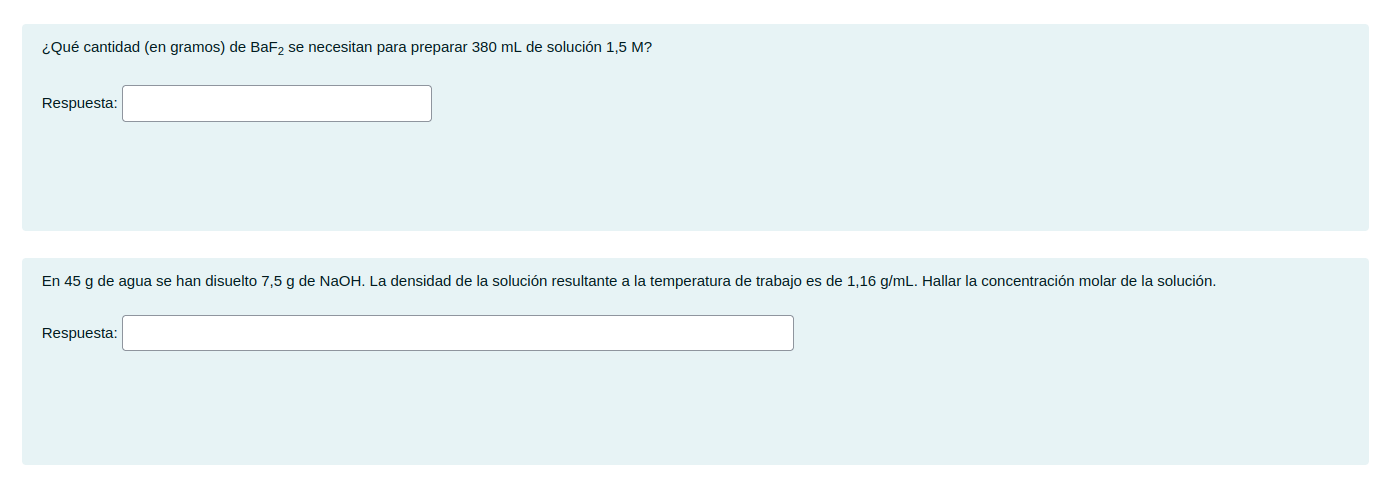 ¿Qué cantidad (en gramos) de BaF₂ se necesitan para preparar 380 mL de solución 1,5 M?
Respuesta:
En 45 g de agua se han disuelto 7,5 g de NaOH. La densidad de la solución resultante a la temperatura de trabajo es de 1,16 g/mL. Hallar la concentración molar de la solución.
Respuesta: